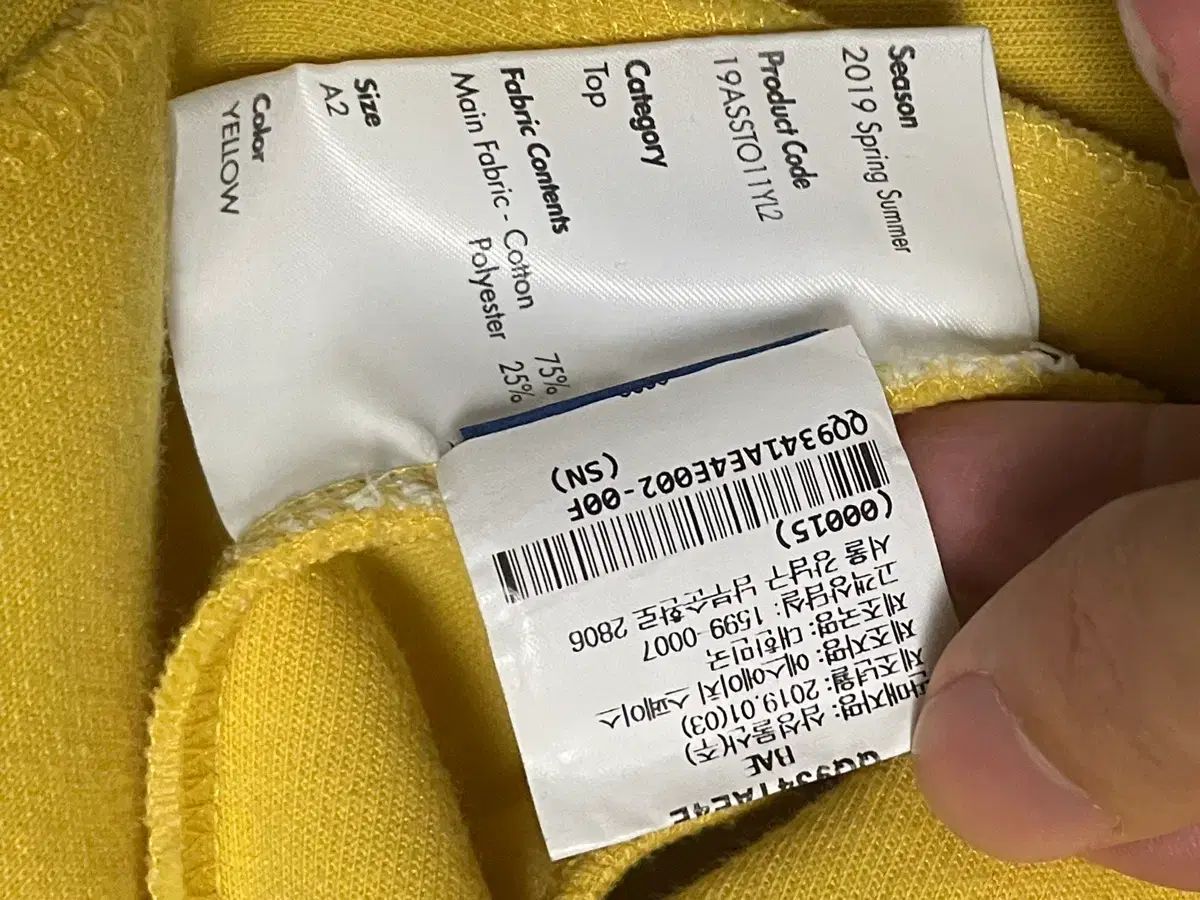 Season
2019 Spring Summer
Product Code
19ASSTO11YL2
Category
Top
Fabric Contents
Main Fabric - Cotton 75%
Polyester 25%
Size
A2
Color
YELLOW
QQ9341AE4E
BAE
판매자명: 삼성물산(주)
제조년월: 2019.01(03)
제조자명: 에스에이치 스페이스
제조국명: 대한민국
고객상담실: 1599-0007
서울 강남구 남부순환로 2806
(00015)
QQ9341AE4E002-00F
(SN)